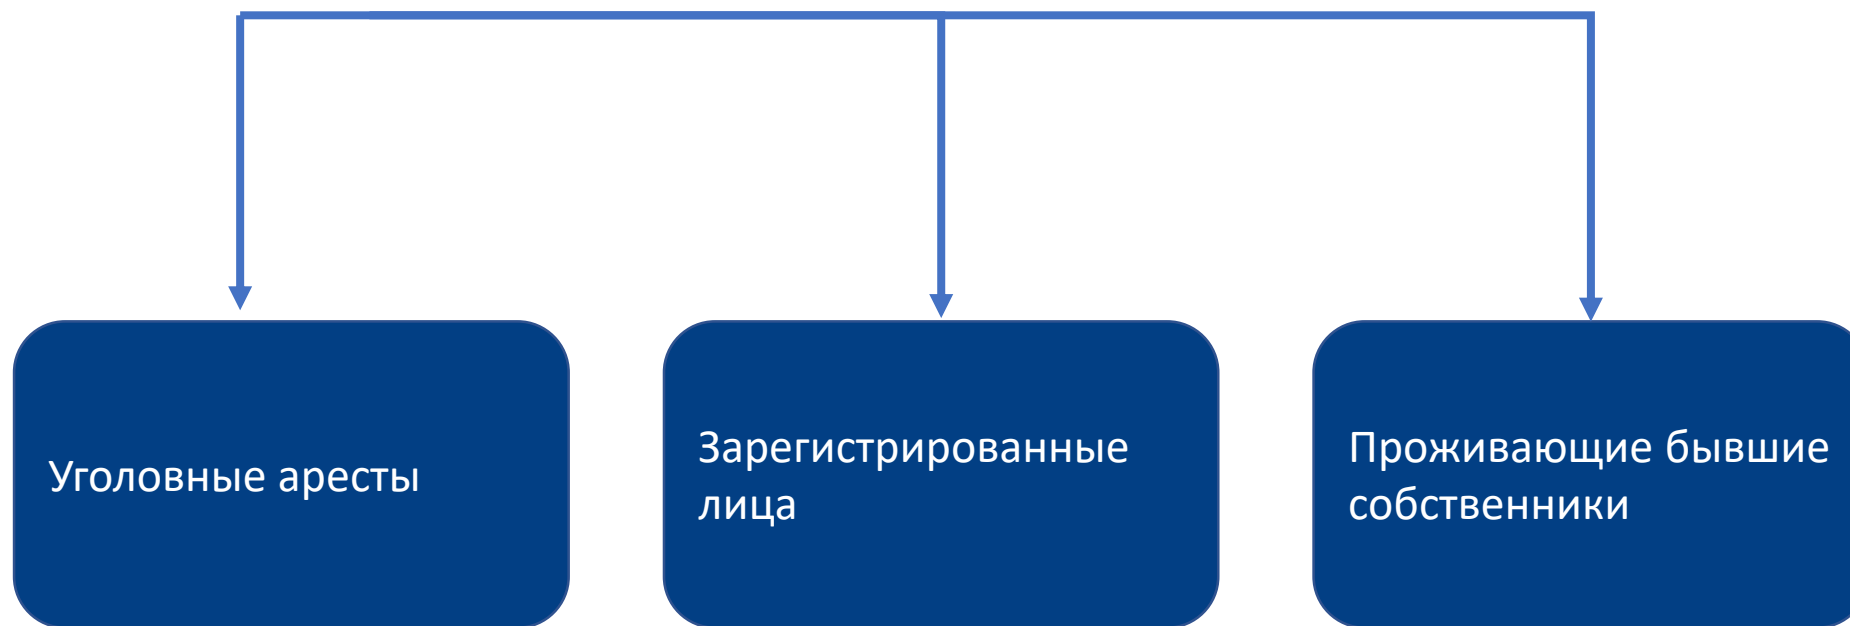 Уголовные аресты
Зарегистрированные
лица
Проживающие бывшие
собственники